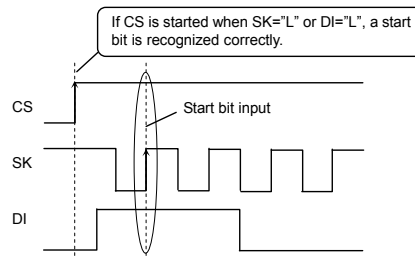 If CS is started when SK=”L” or DI=”L”, a start
bit is recognized correctly.
CS
Start bit input
SK
DI